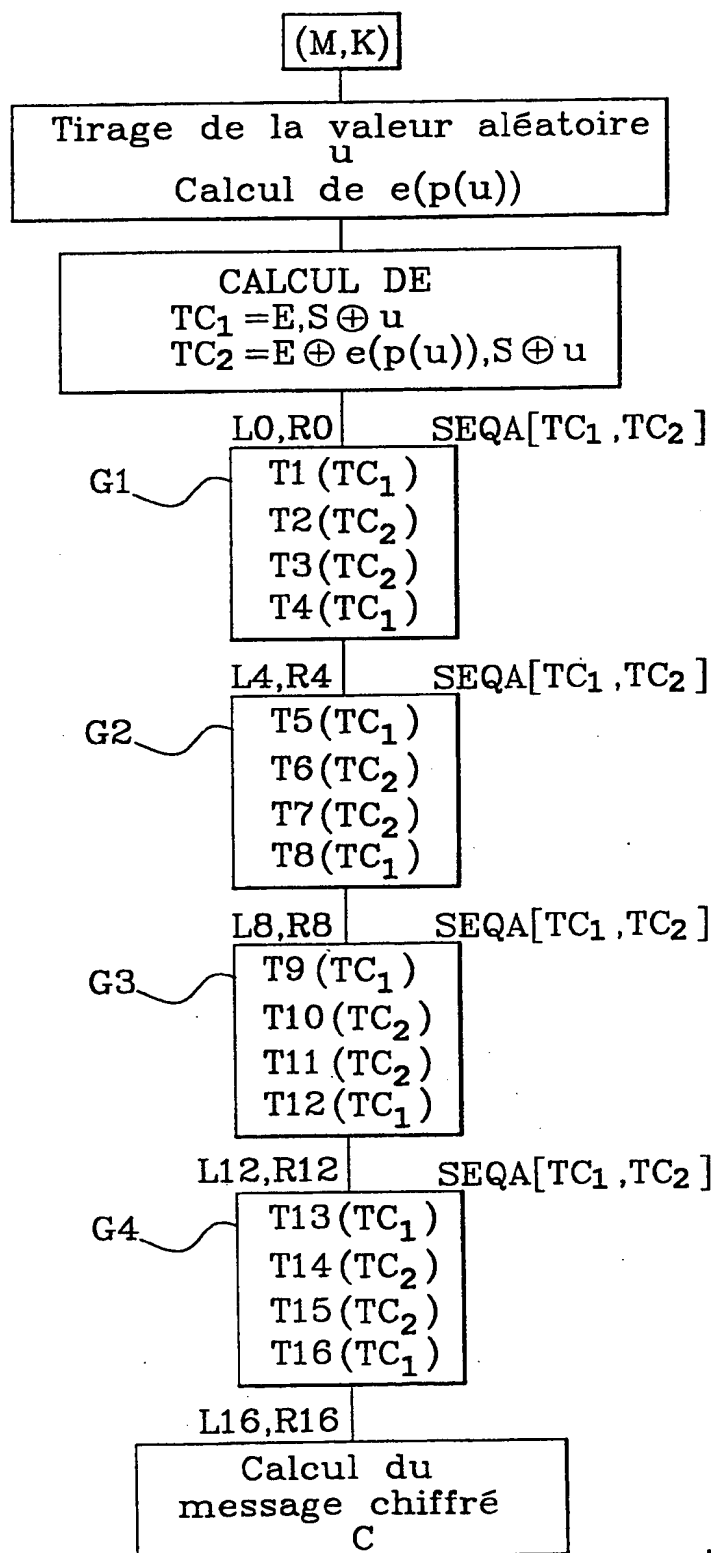 (M,K)
Tirage de la valeur aléatoire
u
Calcul de e(p(u))
CALCUL DE
TC₁ =E,S ⊕ u
TC₂ =E ⊕ e(p(u)),S ⊕ u
L0,R0 SEQA[TC₁ ,TC₂ ]
G1
T1(TC₁)
T2(TC₂)
T3(TC₂)
T4(TC₁)
L4,R4 SEQA[TC₁ ,TC₂ ]
G2
T5(TC₁)
T6(TC₂)
T7(TC₂)
T8(TC₁)
L8,R8 SEQA[TC₁ ,TC₂ ]
G3
T9(TC₁)
T10(TC₂)
T11(TC₂)
T12(TC₁)
L12,R12 SEQA[TC₁ ,TC₂ ]
G4
T13(TC₁)
T14(TC₂)
T15(TC₂)
T16(TC₁)
L16,R16
Calcul du
message chiffré
C